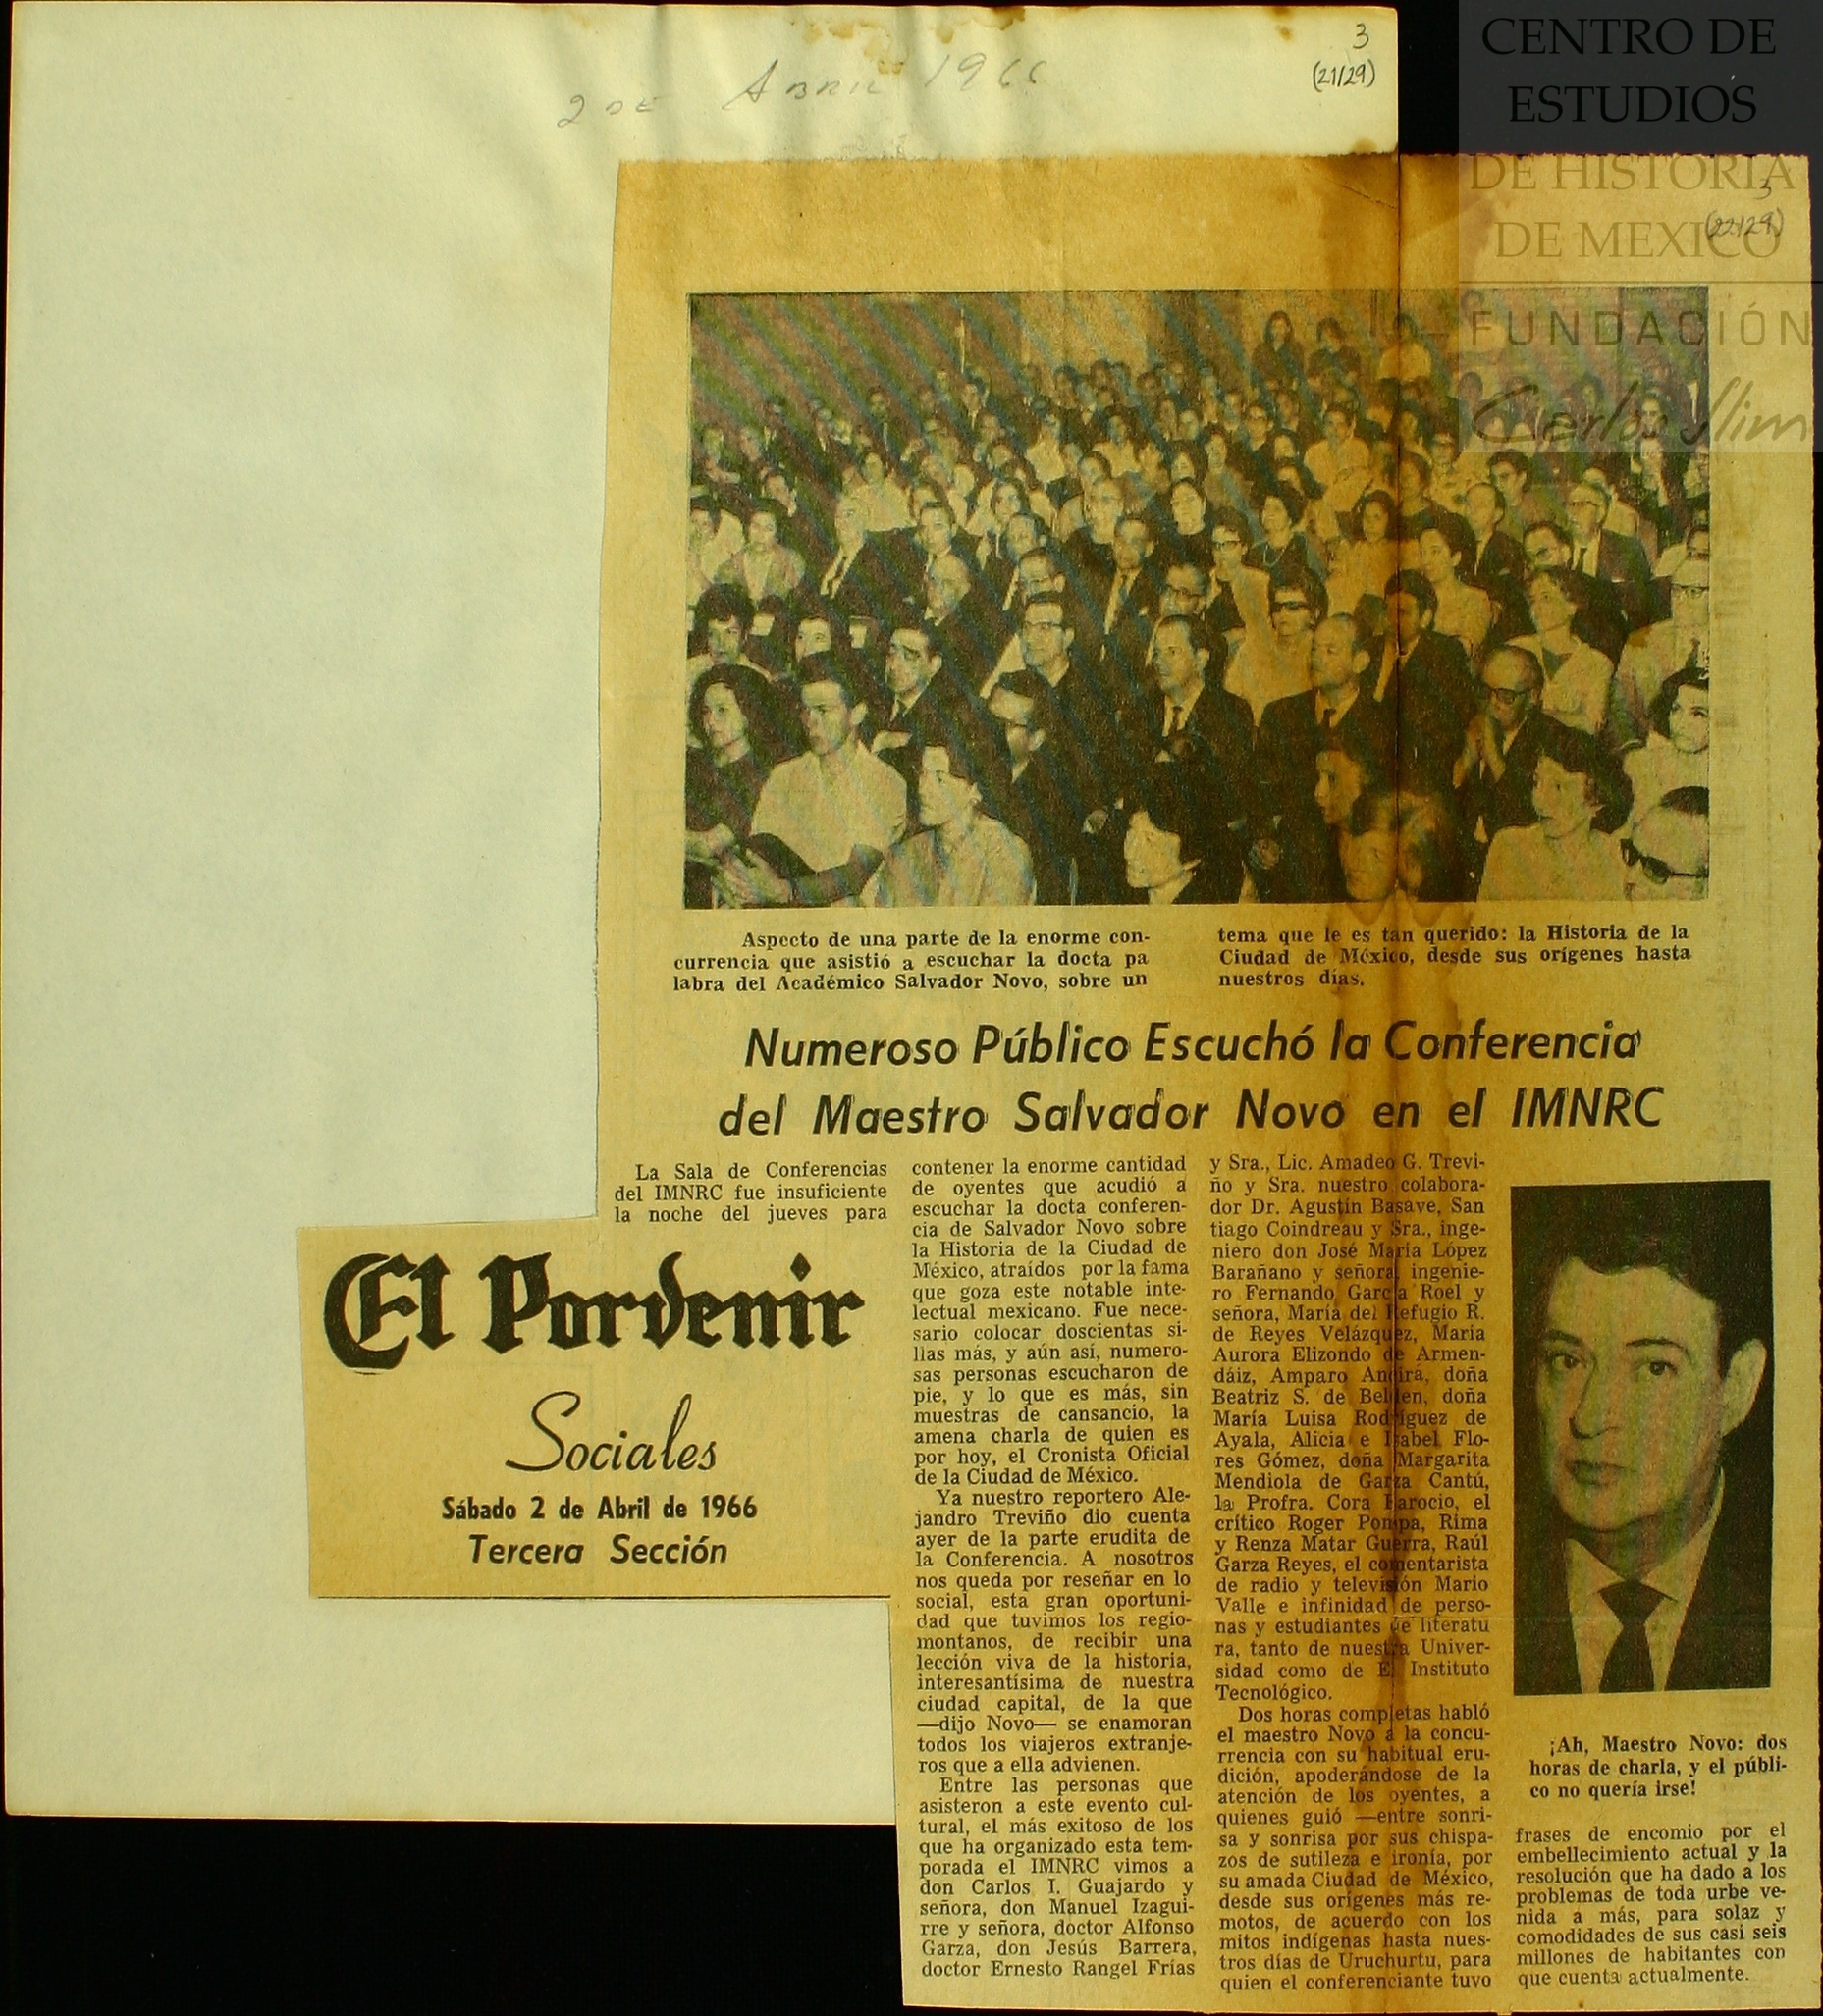 2 DE ABRIL 1966
3
(21/29)
CENTRO DE
ESTUDIOS
DE HISTORIA
DE MEXICO
FUNDACIÓN
Carlos Slim
3
(22/29)
Aspecto de una parte de la enorme con-
currencia que asistió a escuchar la docta pa
labra del Académico Salvador Novo, sobre un
tema que le es tan querido: la Historia de la
Ciudad de México, desde sus orígenes hasta
nuestros días.
Numeroso Público Escuchó la Conferencia
del Maestro Salvador Novo en el IMNRC
La Sala de Conferencias
del IMNRC fue insuficiente
la noche del jueves para
El Porvenir
Sociales
Sábado 2 de Abril de 1966
Tercera Sección
contener la enorme cantidad
de oyentes que acudió a
escuchar la docta conferen-
cia de Salvador Novo sobre
la Historia de la Ciudad de
México, atraídos por la fama
que goza este notable inte-
lectual mexicano. Fue nece-
sario colocar doscientas si-
llas más, y aún así, numero-
sas personas escucharon de
pie, y lo que es más, sin
muestras de cansancio, la
amena charla de quien es
por hoy, el Cronista Oficial
de la Ciudad de México.
Ya nuestro reportero Ale-
jandro Treviño dio cuenta
ayer de la parte erudita de
la Conferencia. A nosotros
nos queda por reseñar en lo
social, esta gran oportuni-
dad que tuvimos los regio-
montanos, de recibir una
lección viva de la historia,
interesantísima de nuestra
ciudad capital, de la que
—dijo Novo— se enamoran
todos los viajeros extranje-
ros que a ella advienen.
Entre las personas que
asisteron a este evento cul-
tural, el más exitoso de los
que ha organizado esta tem-
porada el IMNRC vimos a
don Carlos I. Guajardo y
señora, don Manuel Izagui-
rre y señora, doctor Alfonso
Garza, don Jesús Barrera,
doctor Ernesto Rangel Frías
y Sra., Lic. Amadeo G. Trevi-
ño y Sra. nuestro colabora-
dor Dr. Agustín Basave, San
tiago Coindreau y Sra., inge-
niero don José María López
Barañano y señora, ingenie-
ro Fernando García Roel y
señora, María del Refugio R.
de Reyes Velázquez, María
Aurora Elizondo de Armen-
dáiz, Amparo Andirá, doña
Beatriz S. de Belden, doña
María Luisa Rodríguez de
Ayala, Alicia e Isabel Flo-
res Gómez, doña Margarita
Mendiola de Garza Cantú,
la Profra. Cora Farocio, el
crítico Roger Pompa, Rima
y Renza Matar Guerra, Raúl
Garza Reyes, el comentarista
de radio y televisión Mario
Valle e infinidad de perso-
nas y estudiantes de literatu
ra, tanto de nuestra Univer-
sidad como de El Instituto
Tecnológico.
Dos horas completas habló
el maestro Novo a la concu-
rrencia con su habitual eru-
dición, apoderándose de la
atención de los oyentes, a
quienes guió —entre sonri-
sa y sonrisa por sus chispa-
zos de sutileza e ironía, por
su amada Ciudad de México,
desde sus orígenes más re-
motos, de acuerdo con los
mitos indígenas hasta nues-
tros días de Uruchurtu, para
quien el conferenciante tuvo
¡Ah, Maestro Novo: dos
horas de charla, y el públi-
co no quería irse!
frases de encomio por el
embellecimiento actual y la
resolución que ha dado a los
problemas de toda urbe ve-
nida a más, para solaz y
comodidades de sus casi seis
millones de habitantes con
que cuenta actualmente.